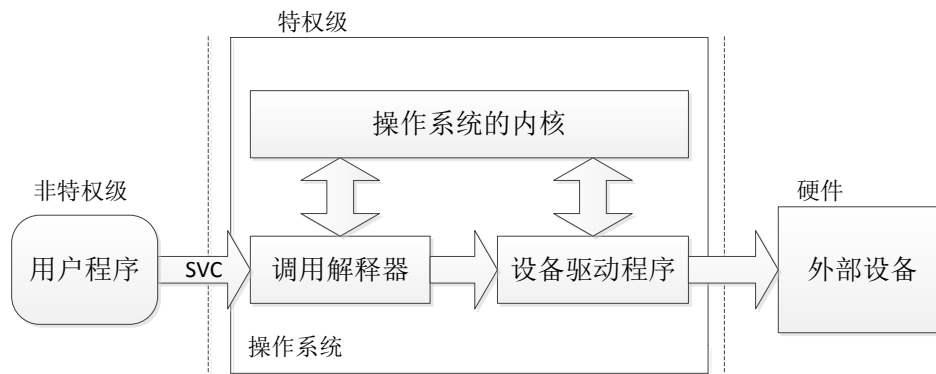 特权级
操作系统的内核
非特权级
硬件
用户程序
SVC
调用解释器
设备驱动程序
外部设备
操作系统